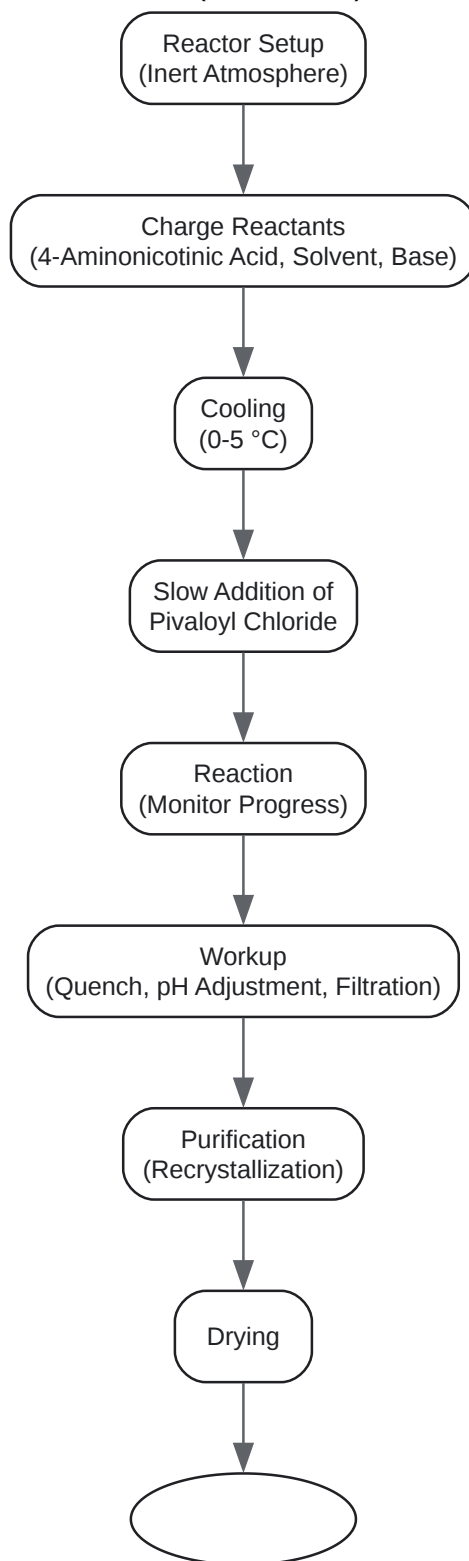 Reactor Setup
(Inert Atmosphere)
Charge Reactants
(4-Aminonicotinic Acid, Solvent, Base)
Cooling
(0-5 °C)
Slow Addition of
Pivaloyl Chloride
Reaction
(Monitor Progress)
Workup
(Quench, pH Adjustment, Filtration)
Purification
(Recrystallization)
Drying